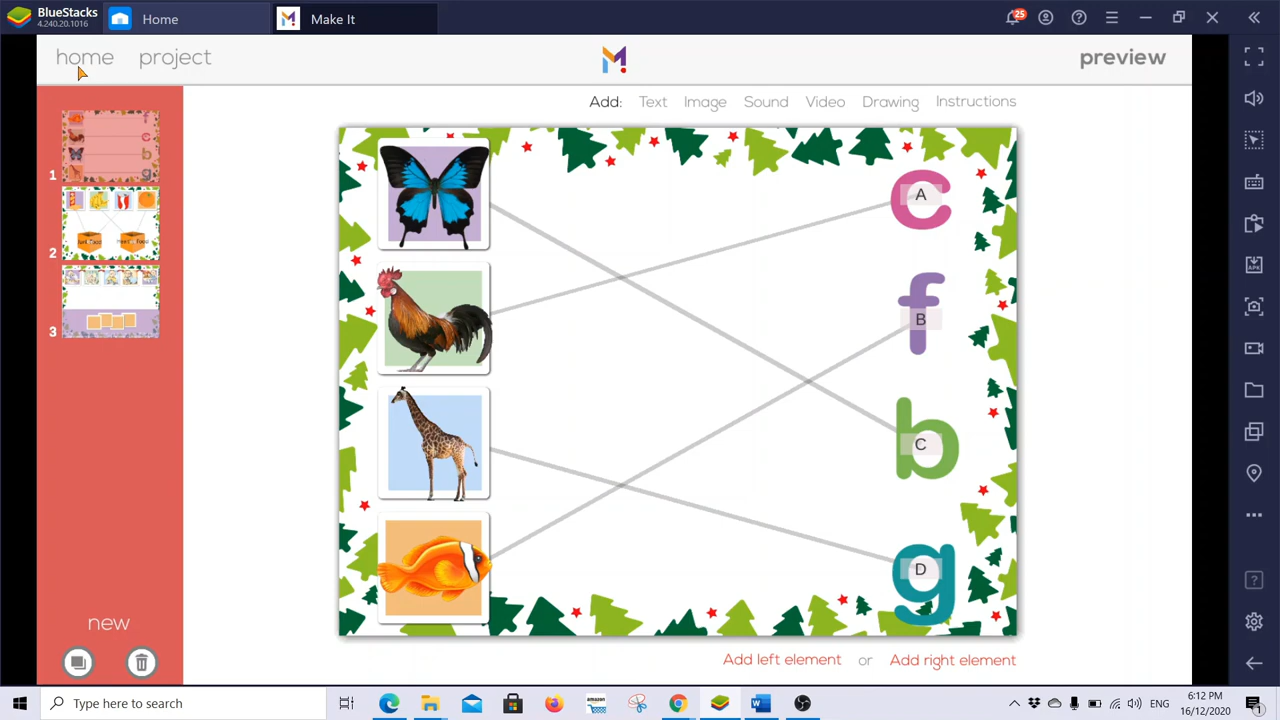 BlueStacks
4.240.20.1016
Home
Make It
25
home
project
preview
Add: Text Image Sound Video Drawing Instructions
1
2
3
c
A
f
B
b
C
g
D
new
Add left element or Add right element
Type here to search
ENG
6:12 PM
16/12/2020
1